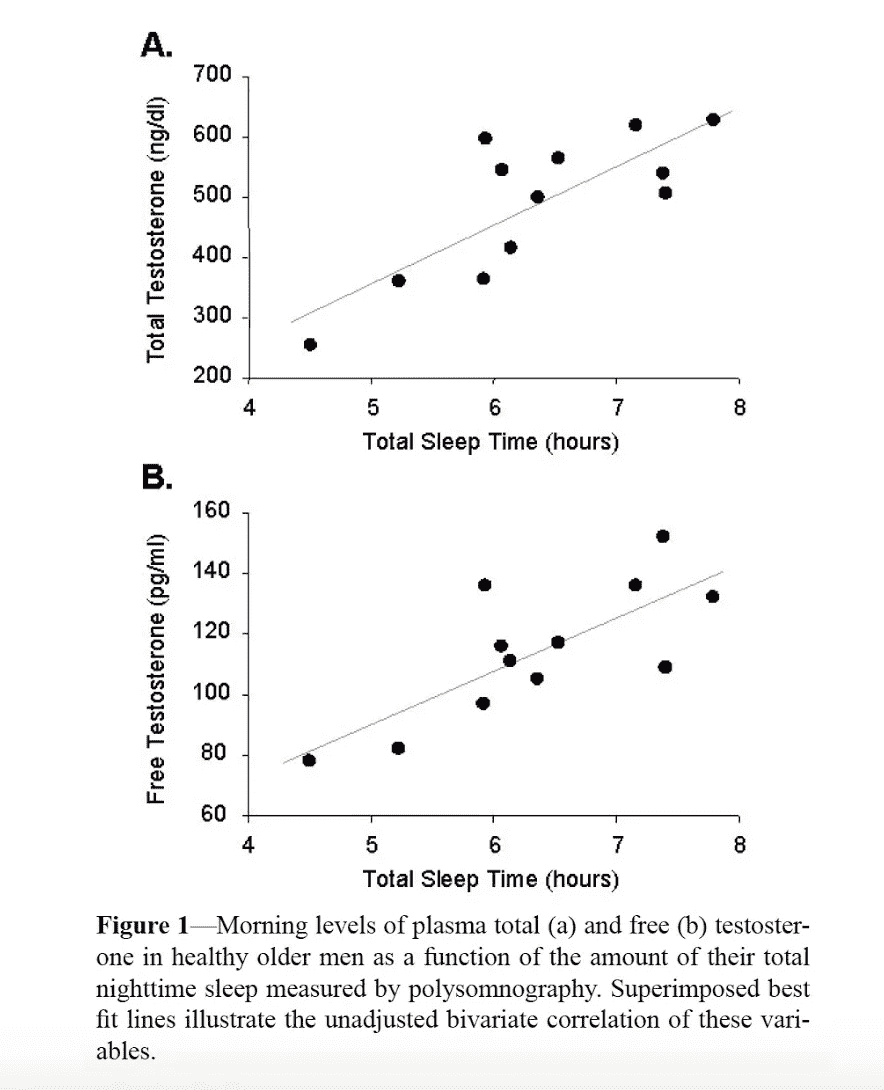 A.
700
600
500
400
300
200
Total Testosterone (ng/dl)
4 5 6 7 8
Total Sleep Time (hours)
B.
160
140
120
100
80
60
Free Testosterone (pg/ml)
4 5 6 7 8
Total Sleep Time (hours)
Figure 1—Morning levels of plasma total (a) and free (b) testoster-
one in healthy older men as a function of the amount of their total
nighttime sleep measured by polysomnography. Superimposed best
fit lines illustrate the unadjusted bivariate correlation of these vari-
ables.